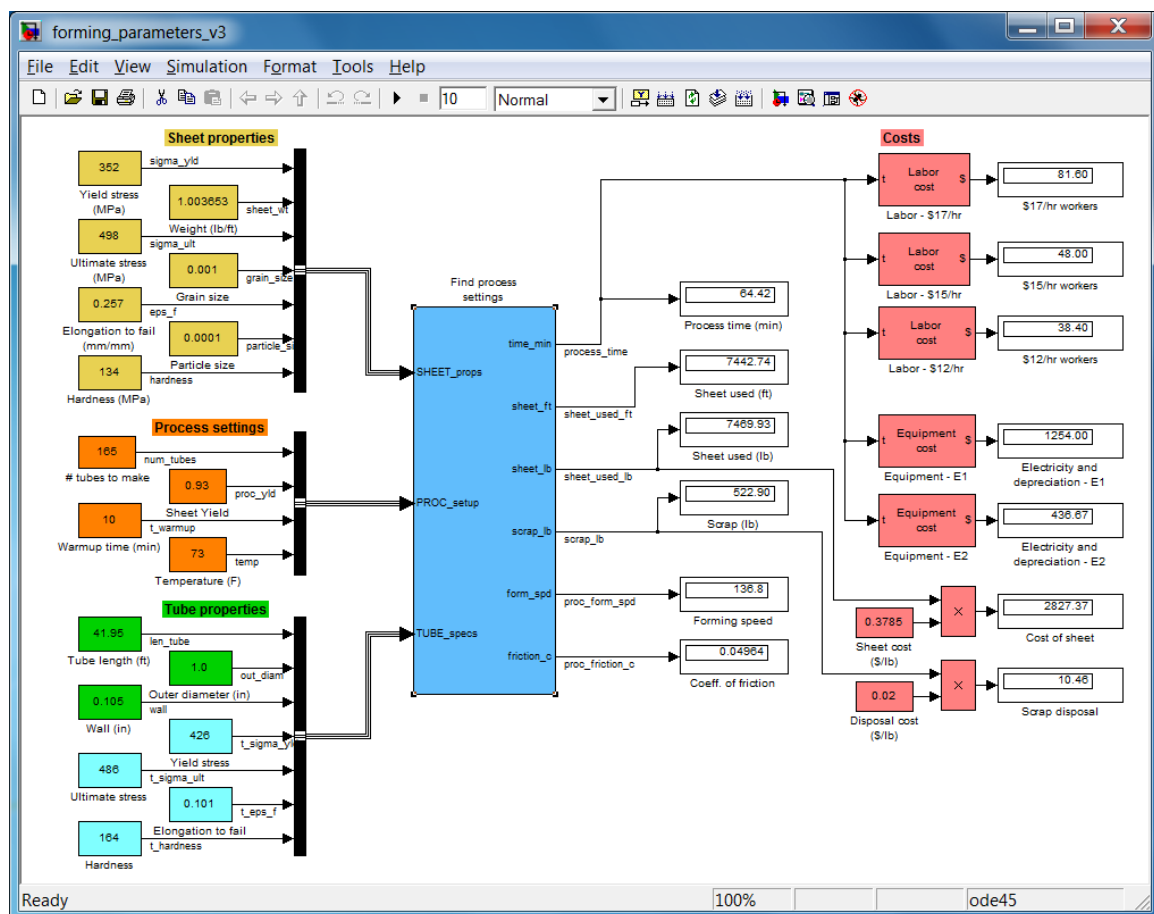 forming_parameters_v3
File Edit View Simulation Format Tools Help
10
Normal
Sheet properties
352
sigma_yld
Yield stress
(MPa)
1.003653
sheet_wt
Weight (lb/ft)
498
sigma_ult
Ultimate stress
(MPa)
0.001
grain_size
Grain size
0.257
eps_f
Elongation to fail
(mm/mm)
0.0001
particle_si
Particle size
134
hardness
Hardness (MPa)
Process settings
165
num_tubes
# tubes to make
0.93
proc_yld
Sheet Yield
10
t_warmup
Warmup time (min)
73
temp
Temperature (F)
Tube properties
41.95
len_tube
Tube length (ft)
1.0
out_diam
Outer diameter (in)
0.105
wall
Wall (in)
426
t_sigma_yld
Yield stress
486
t_sigma_ult
Ultimate stress
0.101
t_eps_f
Elongation to fail
164
t_hardness
Hardness
Find process
settings
SHEET_props
PROC_setup
TUBE_specs
time_min
sheet_ft
sheet_lb
scrap_lb
form_spd
friction_c
process_time
sheet_used_ft
sheet_used_lb
scrap_lb
proc_form_spd
proc_friction_c
64.42
Process time (min)
7442.74
Sheet used (ft)
7469.93
Sheet used (lb)
522.90
Scrap (lb)
136.8
Forming speed
0.04964
Coeff. of friction
Costs
t
Labor
cost
$
Labor - $17/hr
81.60
$17/hr workers
t
Labor
cost
$
Labor - $15/hr
48.00
$15/hr workers
t
Labor
cost
$
Labor - $12/hr
38.40
$12/hr workers
t
Equipment
cost
$
Equipment - E1
1254.00
Electricity and
depreciation - E1
t
Equipment
cost
$
Equipment - E2
436.67
Electricity and
depreciation - E2
0.3785
Sheet cost
($/lb)
×
2827.37
Cost of sheet
0.02
Disposal cost
($/lb)
×
10.46
Scrap disposal
Ready
100%
ode45